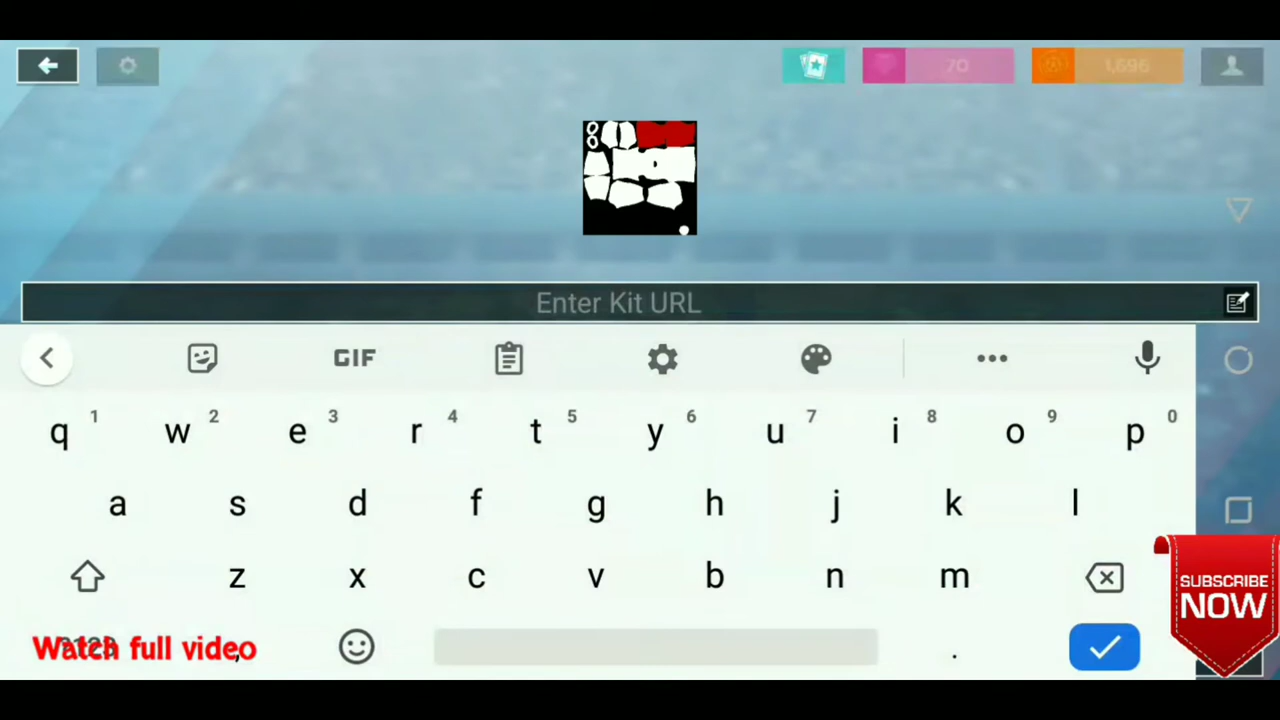 70
1,696
Enter Kit URL
GIF
q 1 w 2 e 3 r 4 t 5 y 6 u 7 i 8 o 9 p 0
a s d f g h j k l
z x c v b n m
SUBSCRIBE
NOW
Watch full video
?123 , .